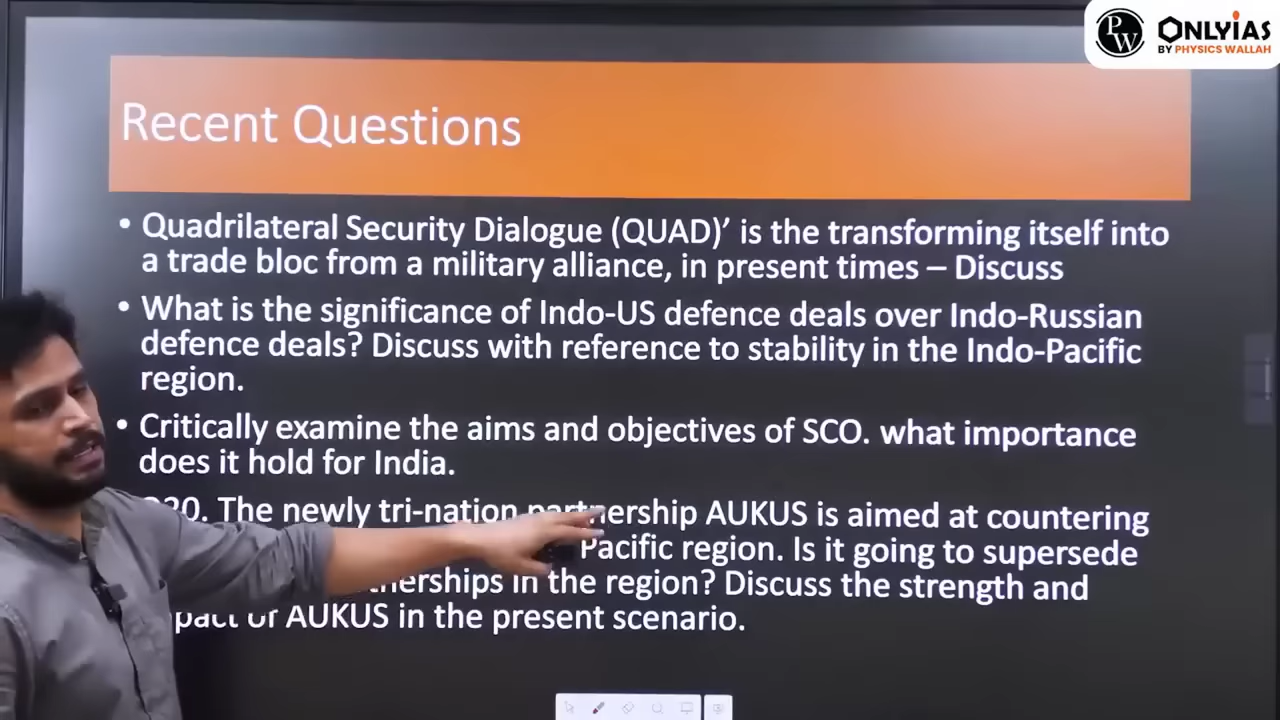 PW
ONLYIAS
BY PHYSICS WALLAH
Recent Questions
• Quadrilateral Security Dialogue (QUAD)’ is the transforming itself into
a trade bloc from a military alliance, in present times – Discuss
• What is the significance of Indo-US defence deals over Indo-Russian
defence deals? Discuss with reference to stability in the Indo-Pacific
region.
• Critically examine the aims and objectives of SCO. what importance
does it hold for India.
20. The newly tri-nation partnership AUKUS is aimed at countering
Pacific region. Is it going to supersede
in the region? Discuss the strength and
of AUKUS in the present scenario.